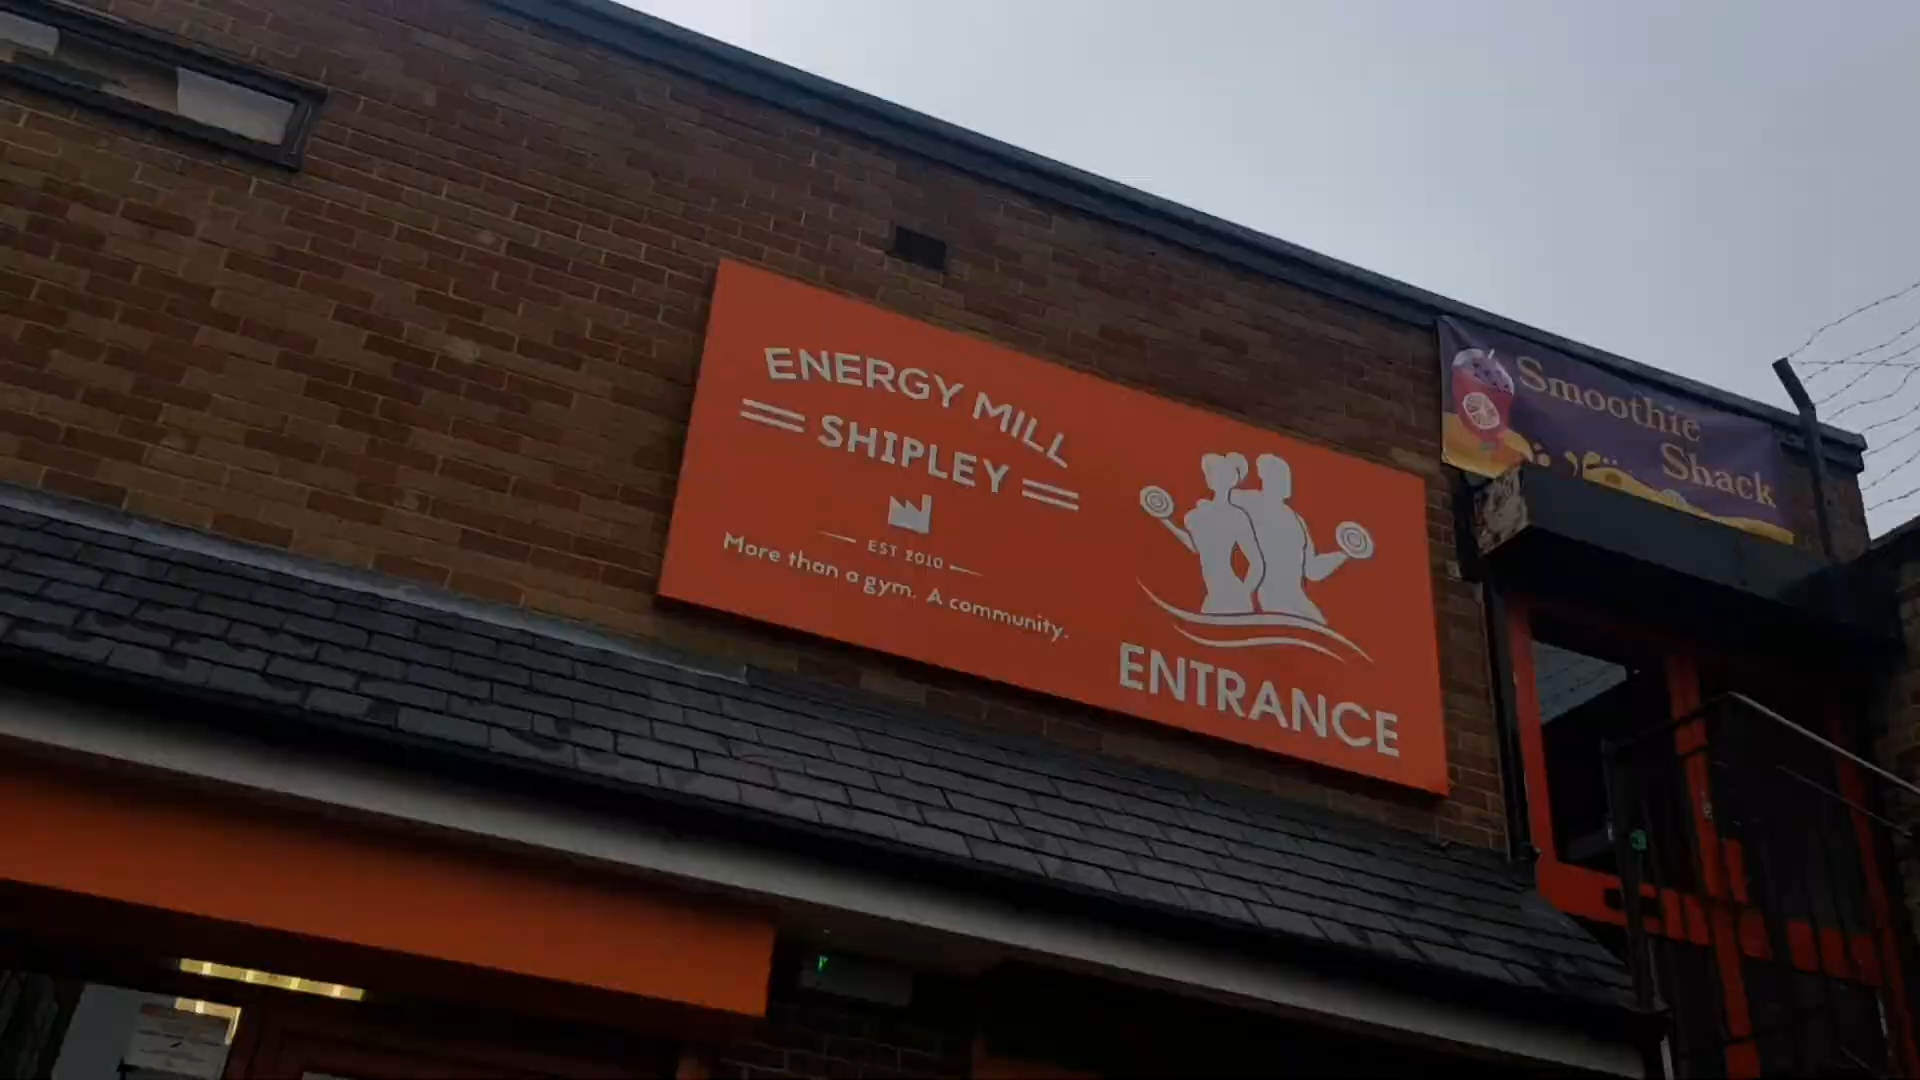 ENERGY MILL
SHIPLEY
EST 2010
More than a gym. A community.
ENTRANCE
Smoothie
Shack